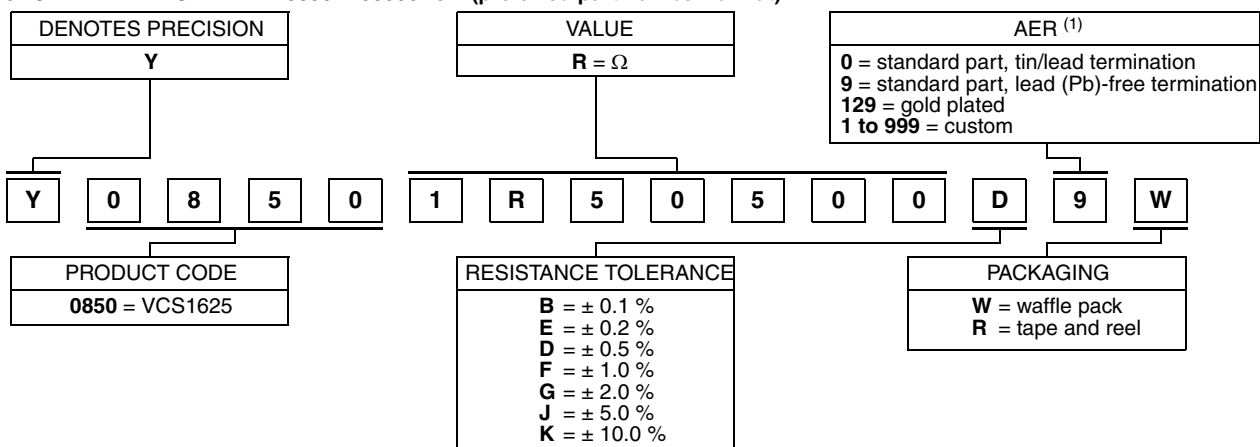 DENOTES PRECISION
Y
VALUE
R = Ω
AER (1)
0 = standard part, tin/lead termination
9 = standard part, lead (Pb)-free termination
129 = gold plated
1 to 999 = custom
Y 0 8 5 0 1 R 5 0 5 0 0 D 9 W
PRODUCT CODE
0850 = VCS1625
RESISTANCE TOLERANCE
B = ± 0.1 %
E = ± 0.2 %
D = ± 0.5 %
F = ± 1.0 %
G = ± 2.0 %
J = ± 5.0 %
K = ± 10.0 %
PACKAGING
W = waffle pack
R = tape and reel